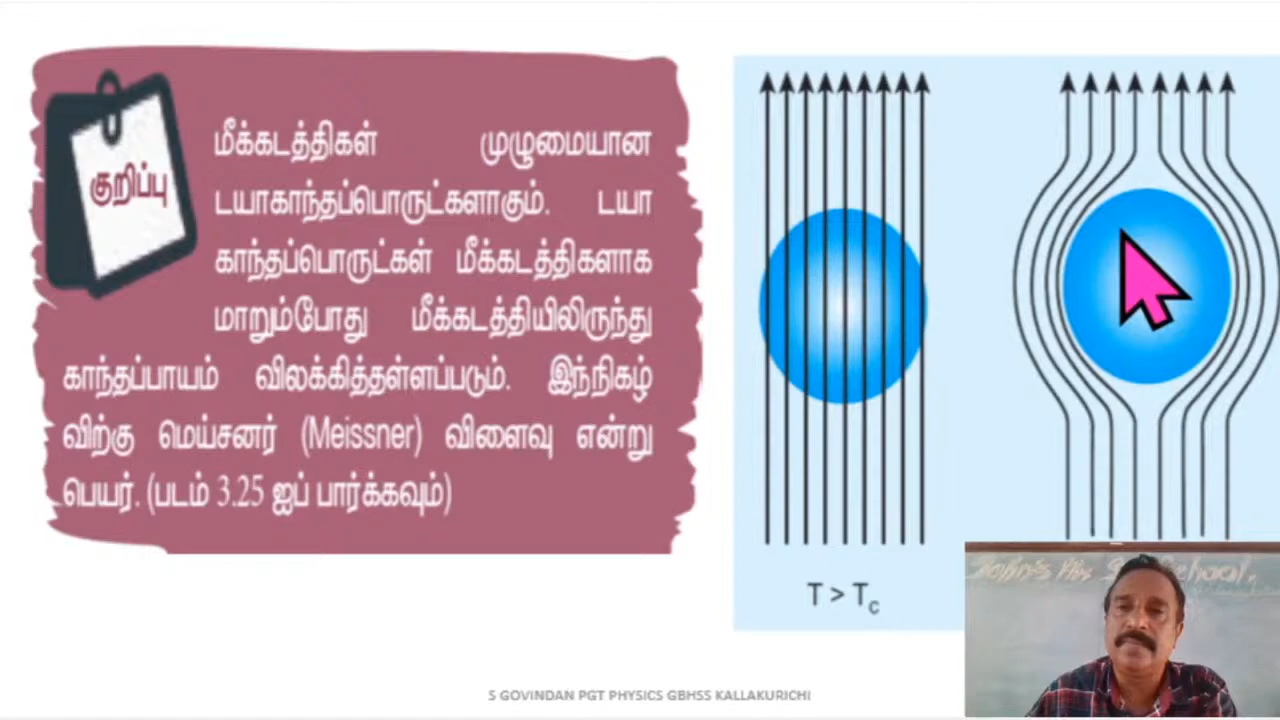 குறிப்பு
மீக்கடத்திகள் முழுமையான
டயாகாந்தப்பொருட்களாகும். டயா
காந்தப்பொருட்கள் மீக்கடத்திகளாக
மாறும்போது மீக்கடத்தியிலிருந்து
காந்தப்பாயம் விலக்கித்தள்ளப்படும். இந்நிகழ்
விற்கு மெய்சனர் (Meissner) விளைவு என்று
பெயர். (படம் 3.25 ஐப் பார்க்கவும்)
T > Tc
S GOVINDAN PGT PHYSICS GBHSS KALLAKURICHI